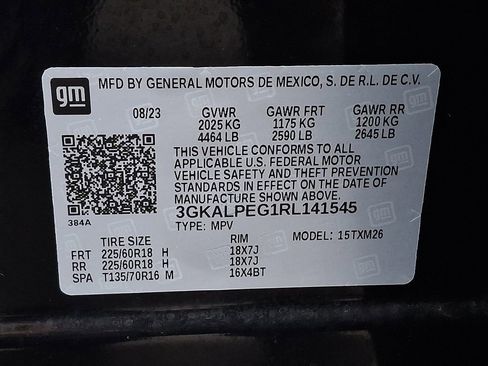 gm MFD BY GENERAL MOTORS DE MEXICO, S. DE R.L. DE C.V.
08/23 GVWR GAWR FRT GAWR RR
2025 KG 1175 KG 1200 KG
4464 LB 2590 LB 2645 LB
THIS VEHICLE CONFORMS TO ALL
APPLICABLE U.S. FEDERAL MOTOR
VEHICLE SAFETY AND THEFT PREVENTION
STANDARDS IN EFFECT ON THE DATE OF
MANUFACTURE SHOWN ABOVE.
384A 3GKALPEG1RL141545
TYPE: MPV MODEL: 15TXM26
TIRE SIZE RIM
FRT 225/60R18 H 18X7J
RR 225/60R18 H 18X7J
SPA T135/70R16 M 16X4BT